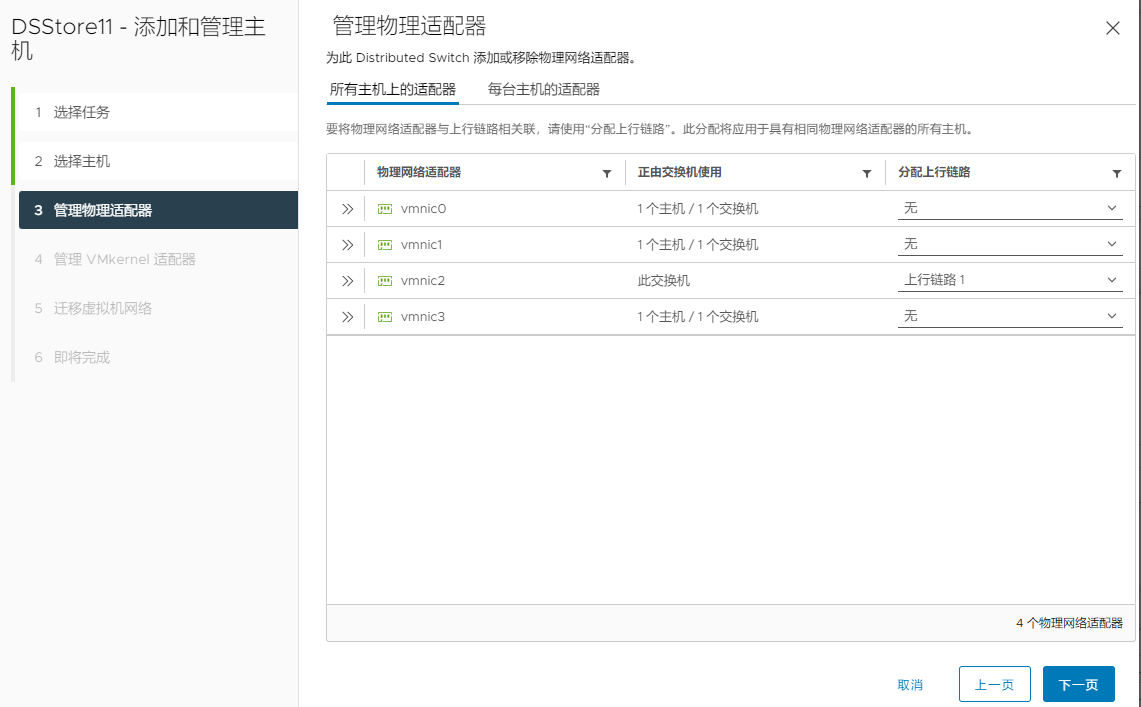 DSStore11 - 添加和管理主
机
1 选择任务
2 选择主机
3 管理物理适配器
4 管理 VMkernel 适配器
5 迁移虚拟机网络
6 即将完成
管理物理适配器
为此 Distributed Switch 添加或移除物理网络适配器。
所有主机上的适配器 每台主机的适配器
要将物理网络适配器与上行链路相关联，请使用“分配上行链路”。此分配将应用于具有相同物理网络适配器的所有主机。
物理网络适配器 正由交换机使用 分配上行链路
vmnic0 1 个主机 / 1 个交换机 无
vmnic1 1 个主机 / 1 个交换机 无
vmnic2 此交换机 上行链路 1
vmnic3 1 个主机 / 1 个交换机 无
4 个物理网络适配器
取消 上一页 下一页